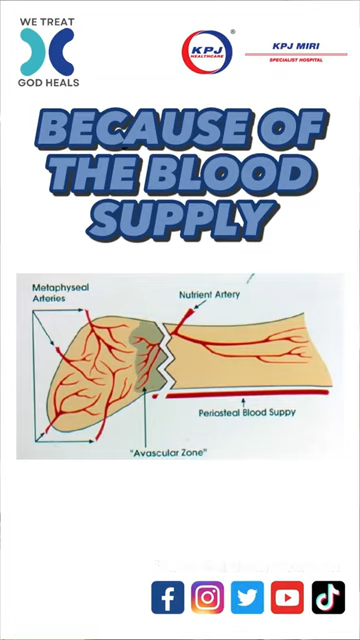 WE TREAT
GOD HEALS
KPJ
HEALTHCARE
®
KPJ MIRI
SPECIALIST HOSPITAL
BECAUSE OF
THE BLOOD
SUPPLY
Metaphyseal
Arteries
Nutrient Artery
Periosteal Blood Suppy
"Avascular Zone"